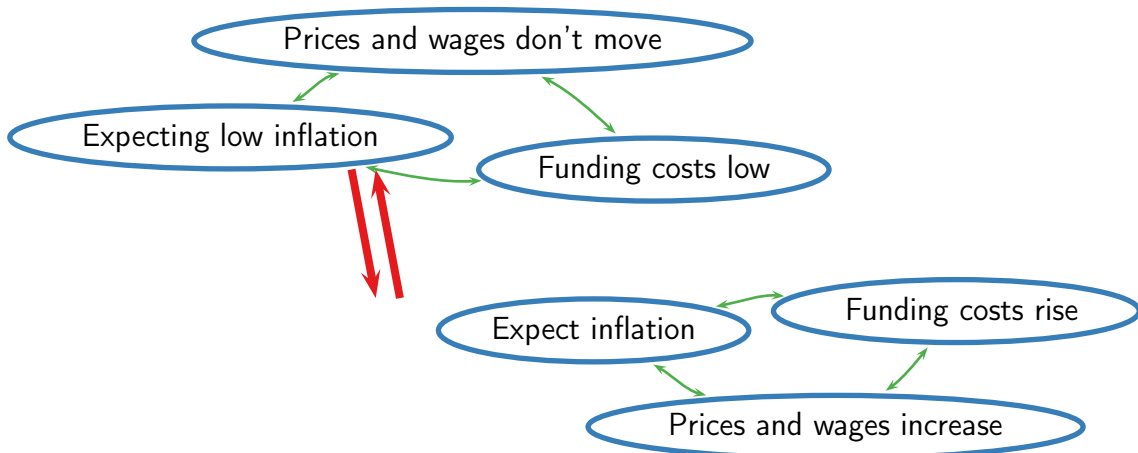 Prices and wages don't move
Expecting low inflation
Funding costs low
Funding costs rise
Expect inflation
Prices and wages increase